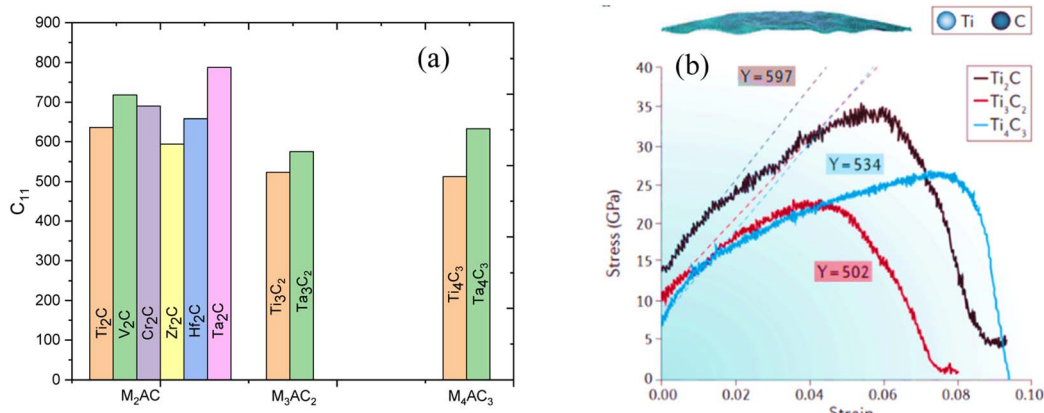 (a)
C11
900
800
700
600
500
400
300
200
100
0
Ti2C
V2C
Cr2C
Zr2C
Hf2C
Ta2C
Ti3C2
Ta3C2
Ti4C3
Ta4C3
M2AC
M3AC2
M4AC3
Ti C
(b)
Stress (GPa)
40
35
30
25
20
15
10
5
0
Y = 597
Y = 534
Y = 502
Ti2C
Ti3C2
Ti4C3
0.00 0.02 0.04 0.06 0.08 0.10
Strain